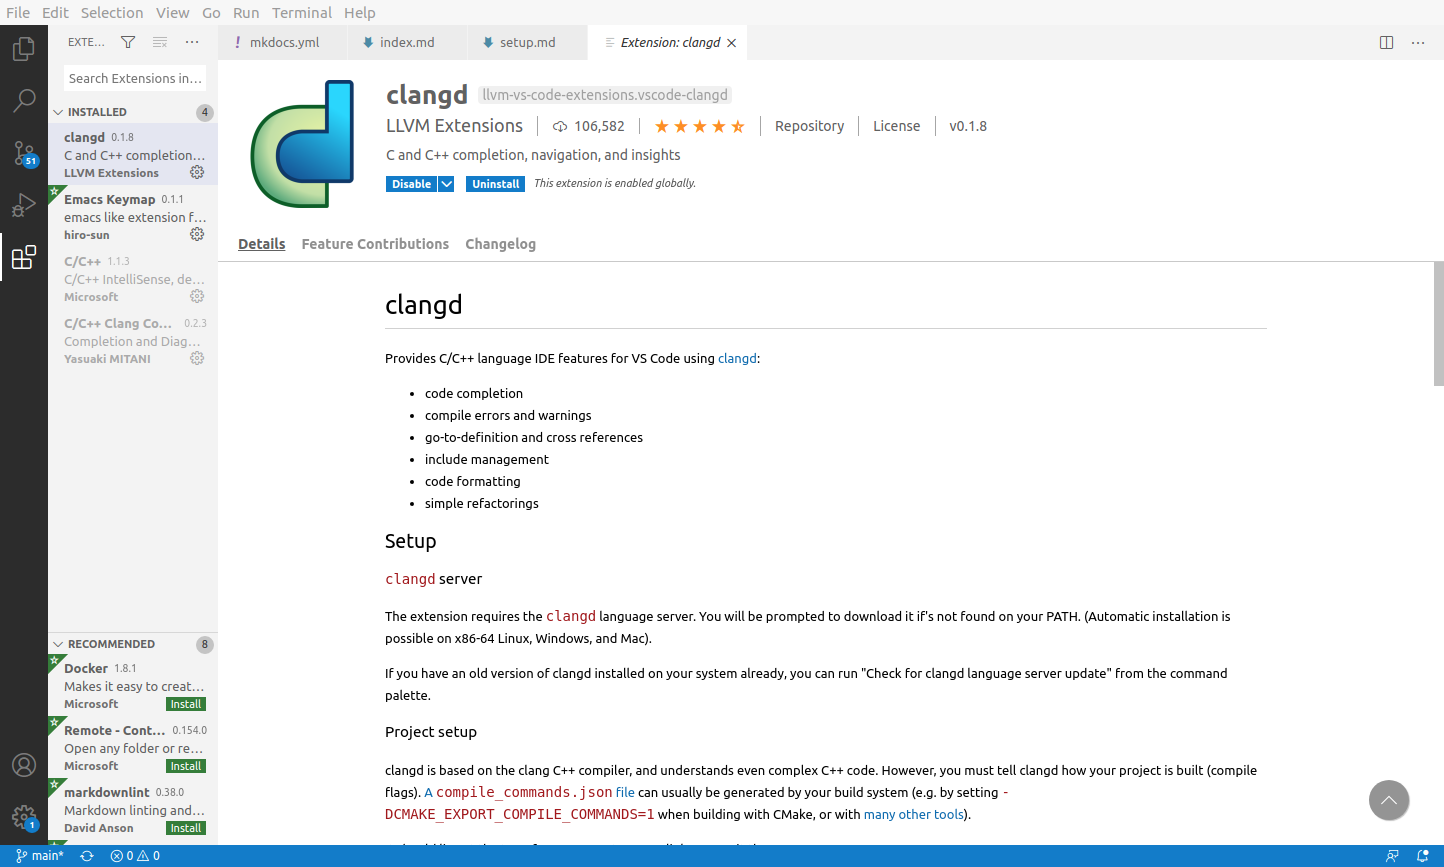 File Edit Selection View Go Run Terminal Help
EXTE...
mkdocs.yml index.md setup.md Extension: clangd
Search Extensions in...
INSTALLED 4
clangd 0.1.8
C and C++ completion...
LLVM Extensions
Emacs Keymap 0.1.1
emacs like extension f...
hiro-sun
C/C++ 1.1.3
C/C++ IntelliSense, de...
Microsoft
C/C++ Clang Co... 0.2.3
Completion and Diag...
Yasuaki MITANI
51
RECOMMENDED 8
Docker 1.8.1
Makes it easy to creat...
Microsoft Install
Remote - Cont... 0.154.0
Open any folder or re...
Microsoft Install
markdownlint 0.38.0
Markdown linting and...
David Anson Install
1
clangd llvm-vs-code-extensions.vscode-clangd
LLVM Extensions 106,582 Repository License v0.1.8
C and C++ completion, navigation, and insights
Disable Uninstall This extension is enabled globally.
Details Feature Contributions Changelog
clangd
Provides C/C++ language IDE features for VS Code using clangd:
• code completion
• compile errors and warnings
• go-to-definition and cross references
• include management
• code formatting
• simple refactorings
Setup
clangd server
The extension requires the clangd language server. You will be prompted to download it if's not found on your PATH. (Automatic installation is
possible on x86-64 Linux, Windows, and Mac).
If you have an old version of clangd installed on your system already, you can run "Check for clangd language server update" from the command
palette.
Project setup
clangd is based on the clang C++ compiler, and understands even complex C++ code. However, you must tell clangd how your project is built (compile
flags). A compile_commands.json file can usually be generated by your build system (e.g. by setting -
DCMAKE_EXPORT_COMPILE_COMMANDS=1 when building with CMake, or with many other tools).
main* 0 0